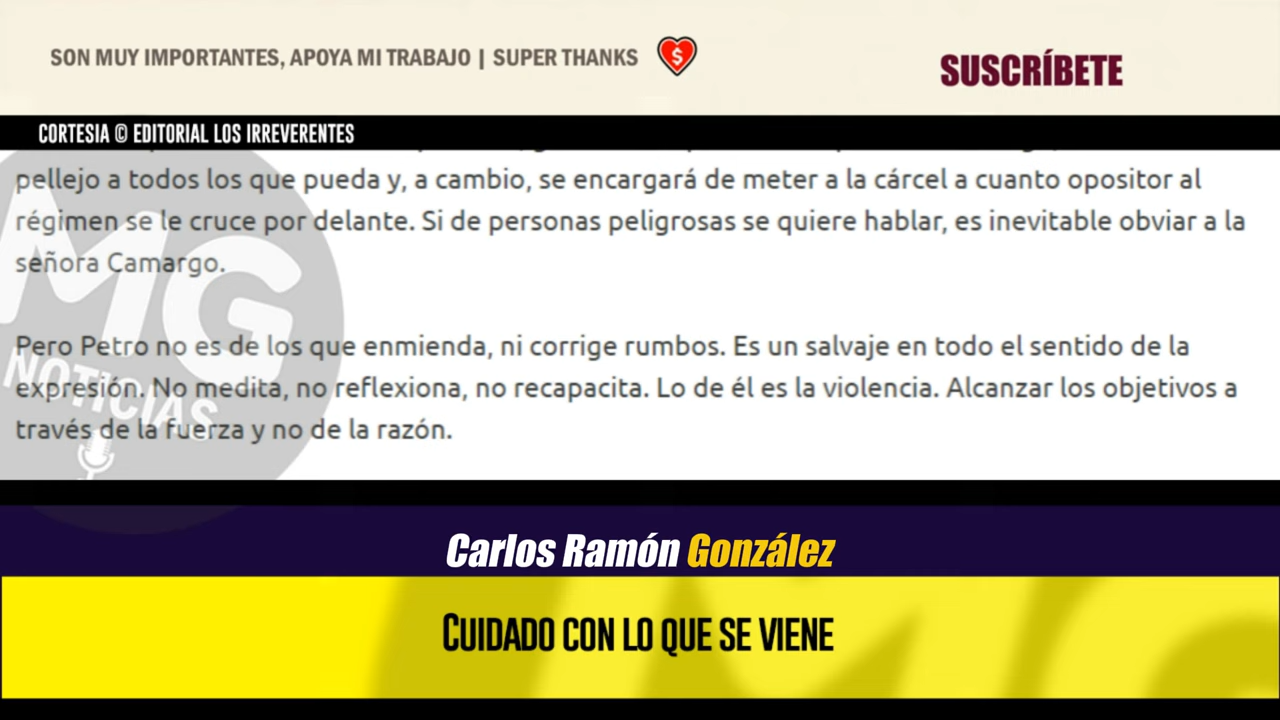 SON MUY IMPORTANTES, APOYA MI TRABAJO | SUPER THANKS
SUSCRÍBETE
CORTESIA © EDITORIAL LOS IRREVERENTES
pellejo a todos los que pueda y, a cambio, se encargará de meter a la cárcel a cuanto opositor al
régimen se le cruce por delante. Si de personas peligrosas se quiere hablar, es inevitable obviar a la
señora Camargo.
Pero Petro no es de los que enmienda, ni corrige rumbos. Es un salvaje en todo el sentido de la
expresión. No medita, no reflexiona, no recapacita. Lo de él es la violencia. Alcanzar los objetivos a
través de la fuerza y no de la razón.
MG
NOTICIAS
Carlos Ramón González
CUIDADO CON LO QUE SE VIENE